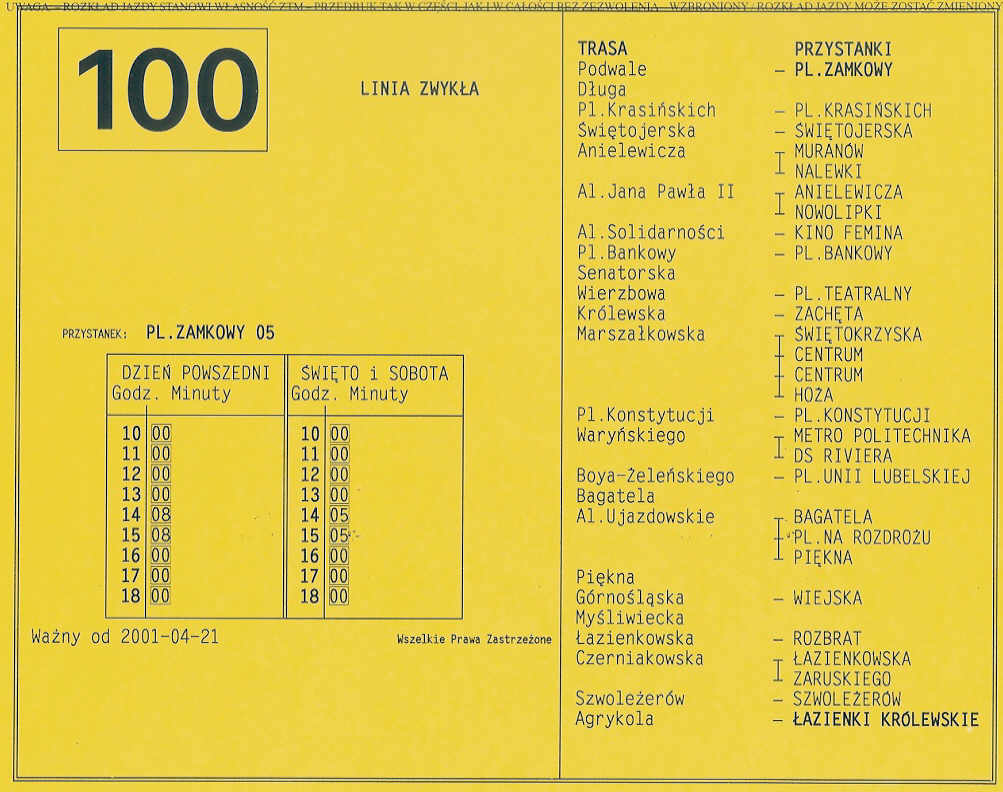 UWAGA – ROZKŁAD JAZDY STANOWI WŁASNOŚĆ ZTM – PRZEDRUK TAK W CZĘŚCI, JAK I W CAŁOŚCI BEZ ZEZWOLENIA – WZBRONIONY / ROZKŁAD JAZDY MOŻE ZOSTAĆ ZMIENIONY
100
LINIA ZWYKŁA
PRZYSTANEK: PL.ZAMKOWY 05
DZIEŃ POWSZEDNI ŚWIĘTO i SOBOTA
Godz. Minuty Godz. Minuty
10 00 10 00
11 00 11 00
12 00 12 00
13 00 13 00
14 08 14 05
15 08 15 05
16 00 16 00
17 00 17 00
18 00 18 00
Ważny od 2001-04-21
Wszelkie Prawa Zastrzeżone
TRASA PRZYSTANKI
Podwale – PL.ZAMKOWY
Długa
Pl.Krasińskich – PL.KRASIŃSKICH
Świętojerska – ŚWIĘTOJERSKA
Anielewicza MURANÓW
NALEWKI
Al.Jana Pawła II ANIELEWICZA
NOWOLIPKI
Al.Solidarności – KINO FEMINA
Pl.Bankowy – PL.BANKOWY
Senatorska
Wierzbowa – PL.TEATRALNY
Królewska – ZACHĘTA
Marszałkowska ŚWIĘTOKRZYSKA
CENTRUM
CENTRUM
HOŻA
Pl.Konstytucji – PL.KONSTYTUCJI
Waryńskiego METRO POLITECHNIKA
DS RIVIERA
Boya-Żeleńskiego – PL.UNII LUBELSKIEJ
Bagatela
Al.Ujazdowskie BAGATELA
PL.NA ROZDROŻU
PIĘKNA
Piękna
Górnośląska – WIEJSKA
Myśliwiecka
Łazienkowska – ROZBRAT
Czerniakowska ŁAZIENKOWSKA
ZARUSKIEGO
Szwoleżerów – SZWOLEŻERÓW
Agrykola – ŁAZIENKI KRÓLEWSKIE